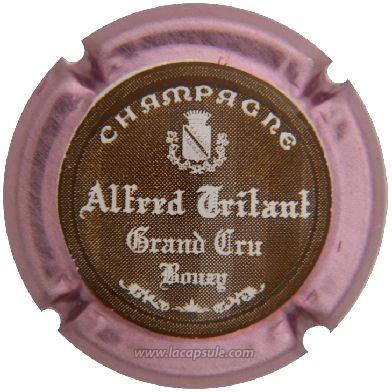 CHAMPAGNE
Alfred Tritant
Grand Cru
Bouzy
www.lacapsule.com